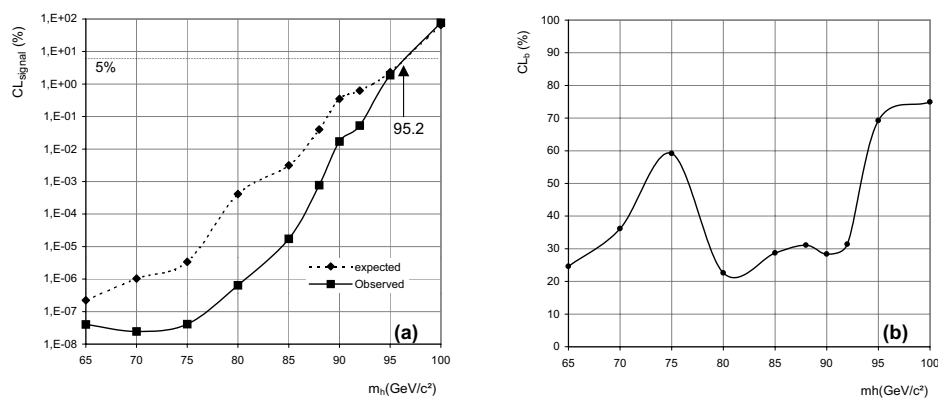 CL_signal (%)
1,E+02
1,E+01
1,E+00
1,E-01
1,E-02
1,E-03
1,E-04
1,E-05
1,E-06
1,E-07
1,E-08
5%
95.2
expected
Observed
(a)
65 70 75 80 85 90 95 100
m_h(GeV/c²)
CL_b (%)
100
90
80
70
60
50
40
30
20
10
0
(b)
65 70 75 80 85 90 95 100
mh(GeV/c²)